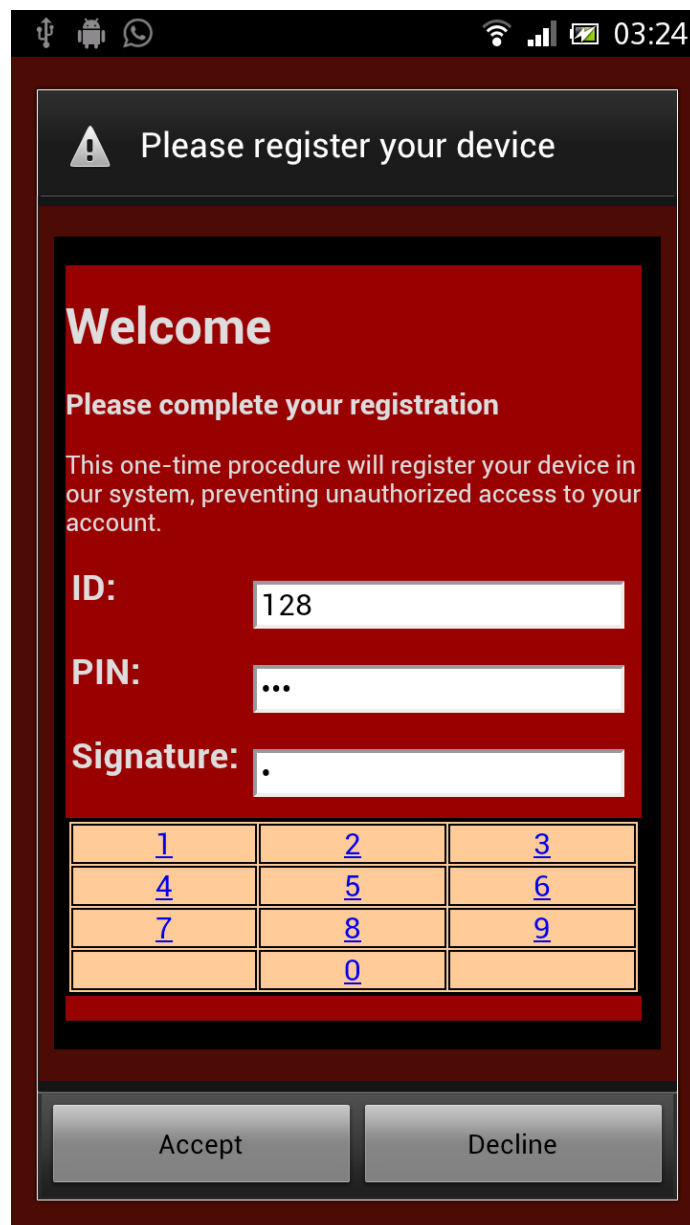 03:24
Please register your device
Welcome
Please complete your registration
This one-time procedure will register your device in
our system, preventing unauthorized access to your
account.
ID: 128
PIN: •••
Signature: •
1 2 3
4 5 6
7 8 9
0
Accept Decline